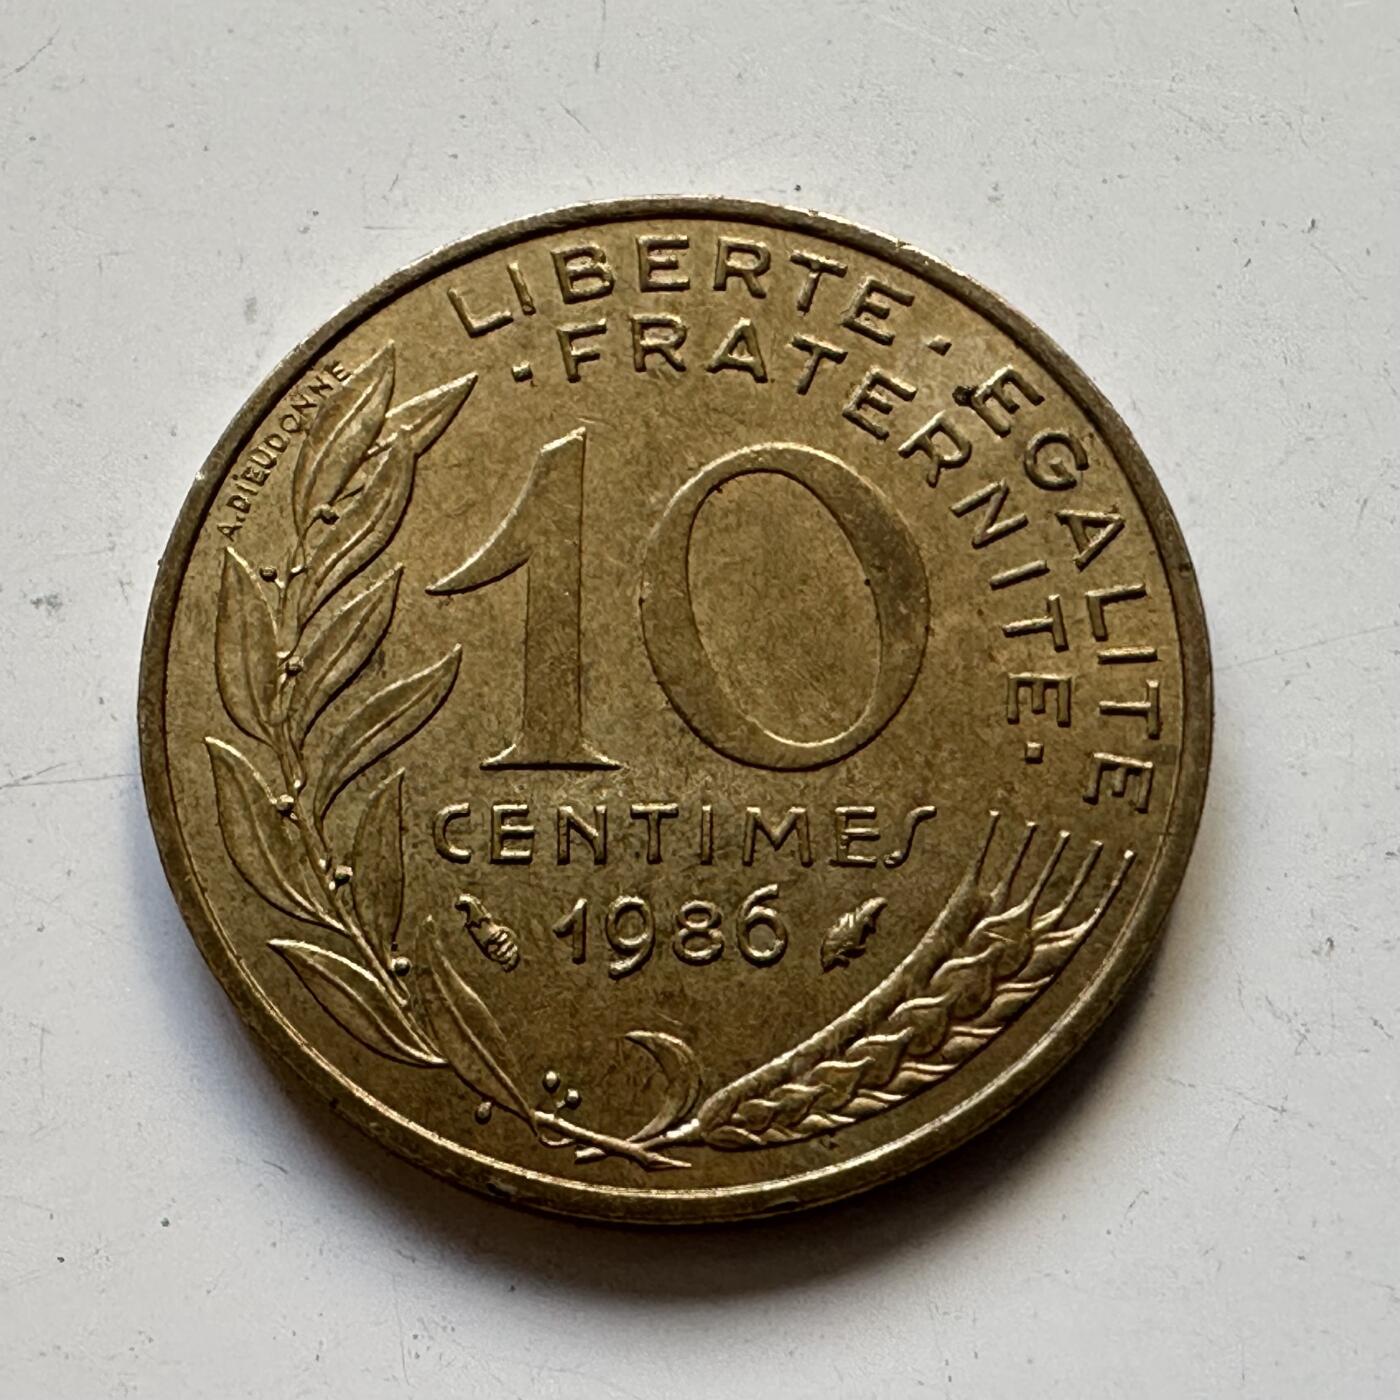 LIBERTE · EGALITE
· FRATERNITE ·
A.DIEUDONNE
10
CENTIMES
1986